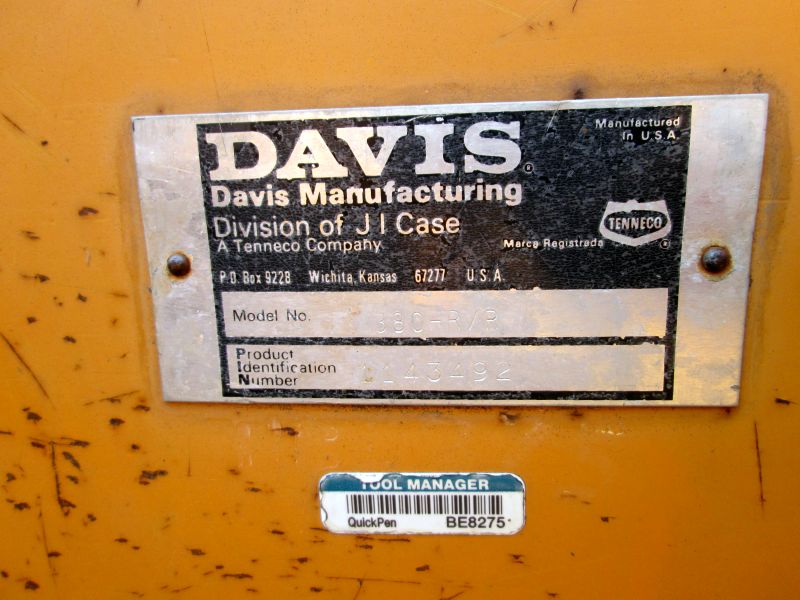 DAVIS®
Manufactured
In U.S.A.
Davis Manufacturing
Division of J I Case
A Tenneco Company
TENNECO ®
Marca Registrada
P.O. Box 9228 Wichita, Kansas 67277 U.S.A.
Model No.
Product
Identification
Number
TOOL MANAGER
QuickPen BE8275